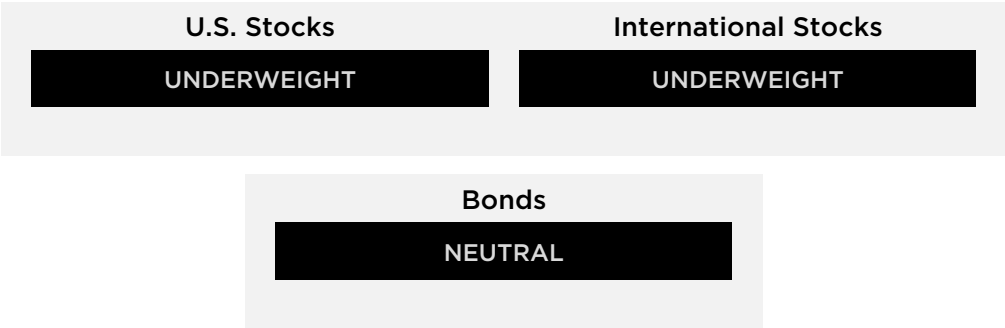 U.S. Stocks
International Stocks
UNDERWEIGHT
UNDERWEIGHT
Bonds
NEUTRAL